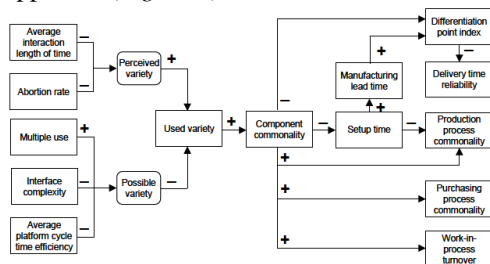 Average
interaction
length of time
Abortion rate
Multiple use
Interface
complexity
Average
platform cycle
time efficiency
Perceived
variety
Possible
variety
Used variety
Component
commonality
Manufacturing
lead time
Setup time
Differentiation
point index
Delivery time
reliability
Production
process
commonality
Purchasing
process
commonality
Work-in-
process
turnover